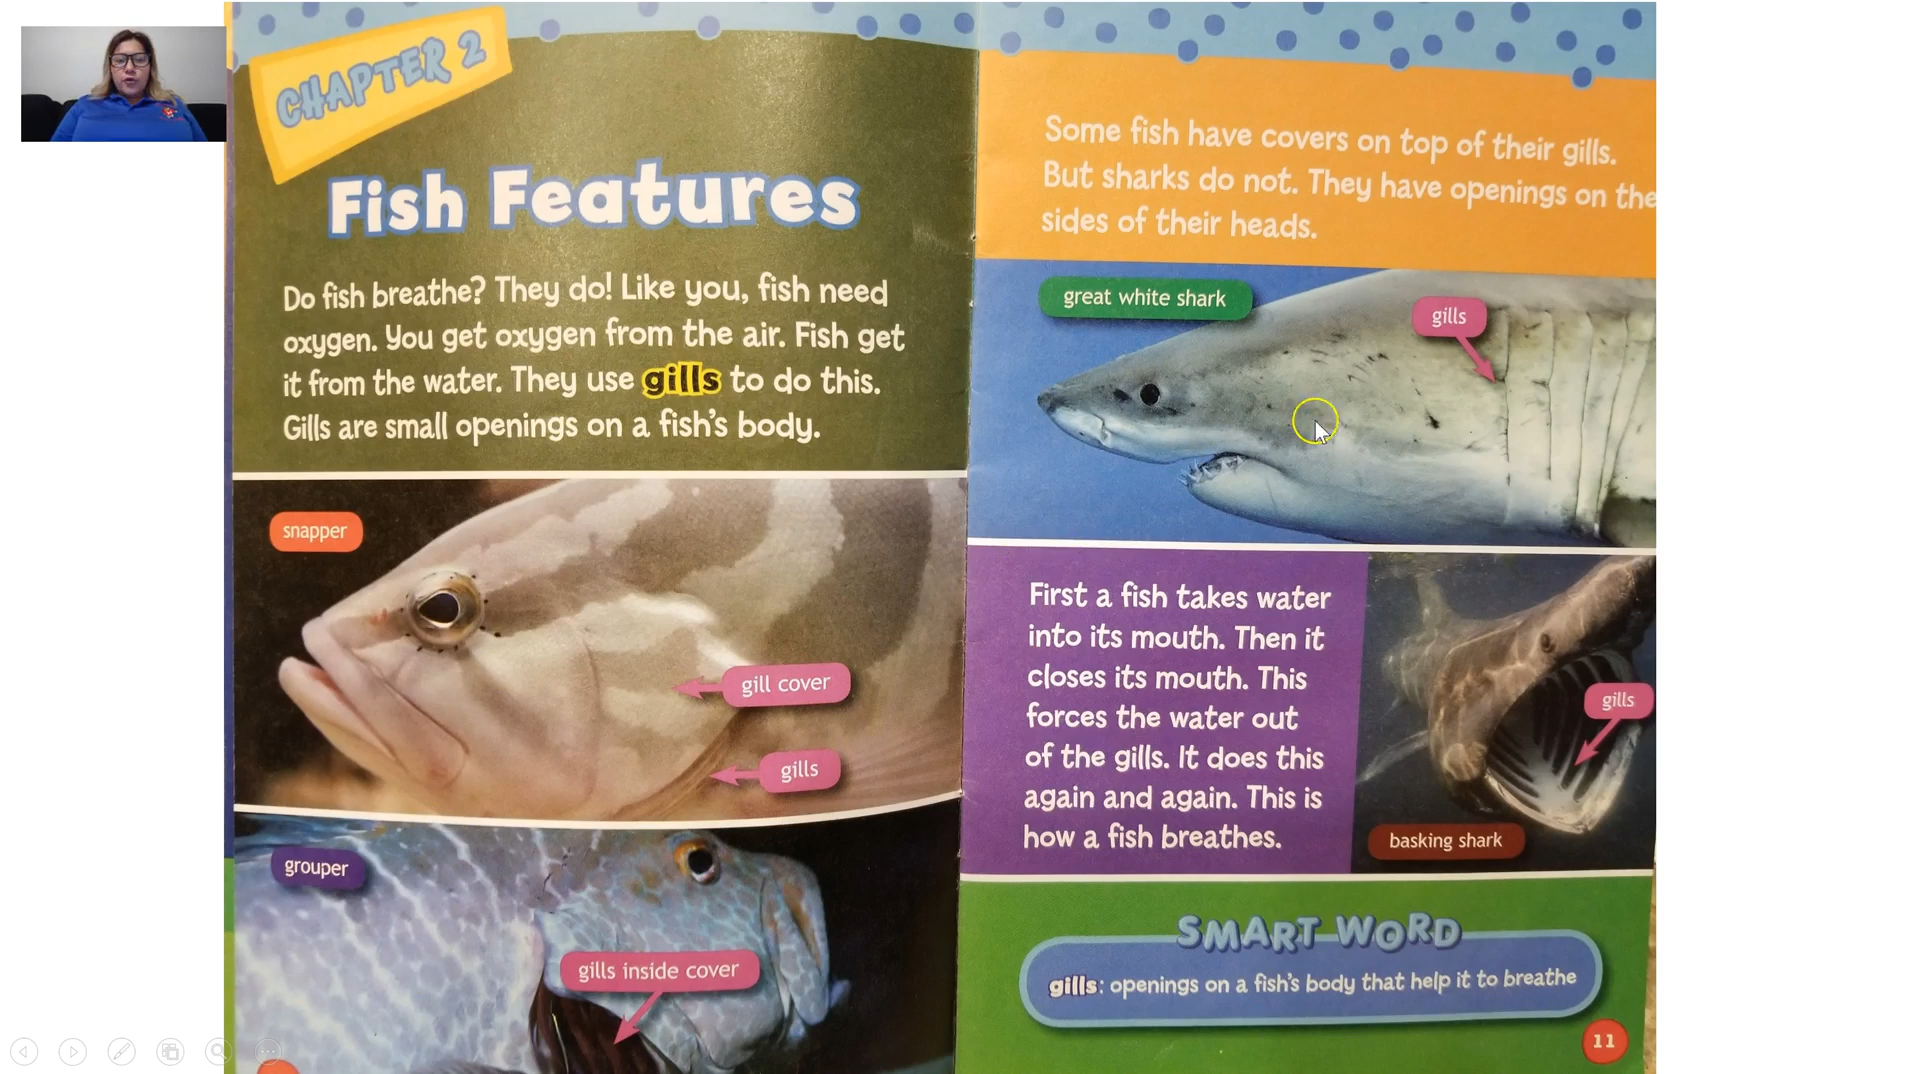 CHAPTER 2
Fish Features
Do fish breathe? They do! Like you, fish need
oxygen. You get oxygen from the air. Fish get
it from the water. They use gills to do this.
Gills are small openings on a fish's body.
snapper
gill cover
gills
grouper
gills inside cover
Some fish have covers on top of their gills.
But sharks do not. They have openings on the
sides of their heads.
great white shark
gills
First a fish takes water
into its mouth. Then it
closes its mouth. This
forces the water out
of the gills. It does this
again and again. This is
how a fish breathes.
gills
basking shark
SMART WORD
gills: openings on a fish's body that help it to breathe
11